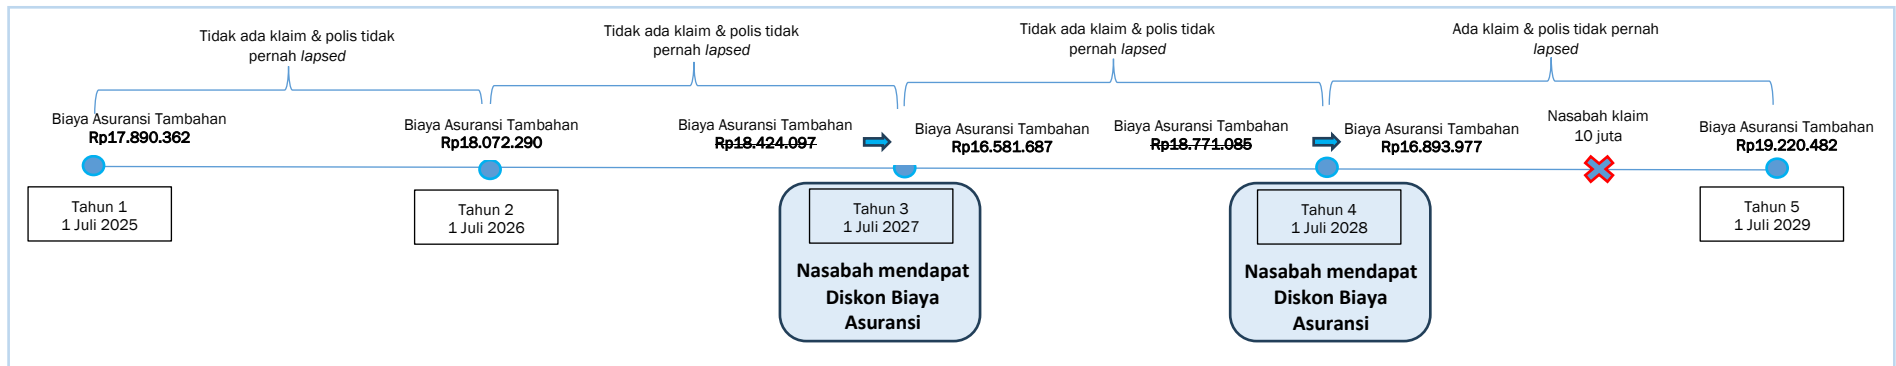 Tidak ada klaim & polis tidak
pernah lapsed
Tidak ada klaim & polis tidak
pernah lapsed
Tidak ada klaim & polis tidak
pernah lapsed
Ada klaim & polis tidak pernah
lapsed
Biaya Asuransi Tambahan
Rp17.890.362
Biaya Asuransi Tambahan
Rp18.072.290
Biaya Asuransi Tambahan
Rp18.424.097
Biaya Asuransi Tambahan
Rp16.581.687
Biaya Asuransi Tambahan
Rp18.771.085
Biaya Asuransi Tambahan
Rp16.893.977
Nasabah klaim
10 juta
Biaya Asuransi Tambahan
Rp19.220.482
Tahun 1
1 Juli 2025
Tahun 2
1 Juli 2026
Tahun 3
1 Juli 2027
Nasabah mendapat
Diskon Biaya
Asuransi
Tahun 4
1 Juli 2028
Nasabah mendapat
Diskon Biaya
Asuransi
Tahun 5
1 Juli 2029